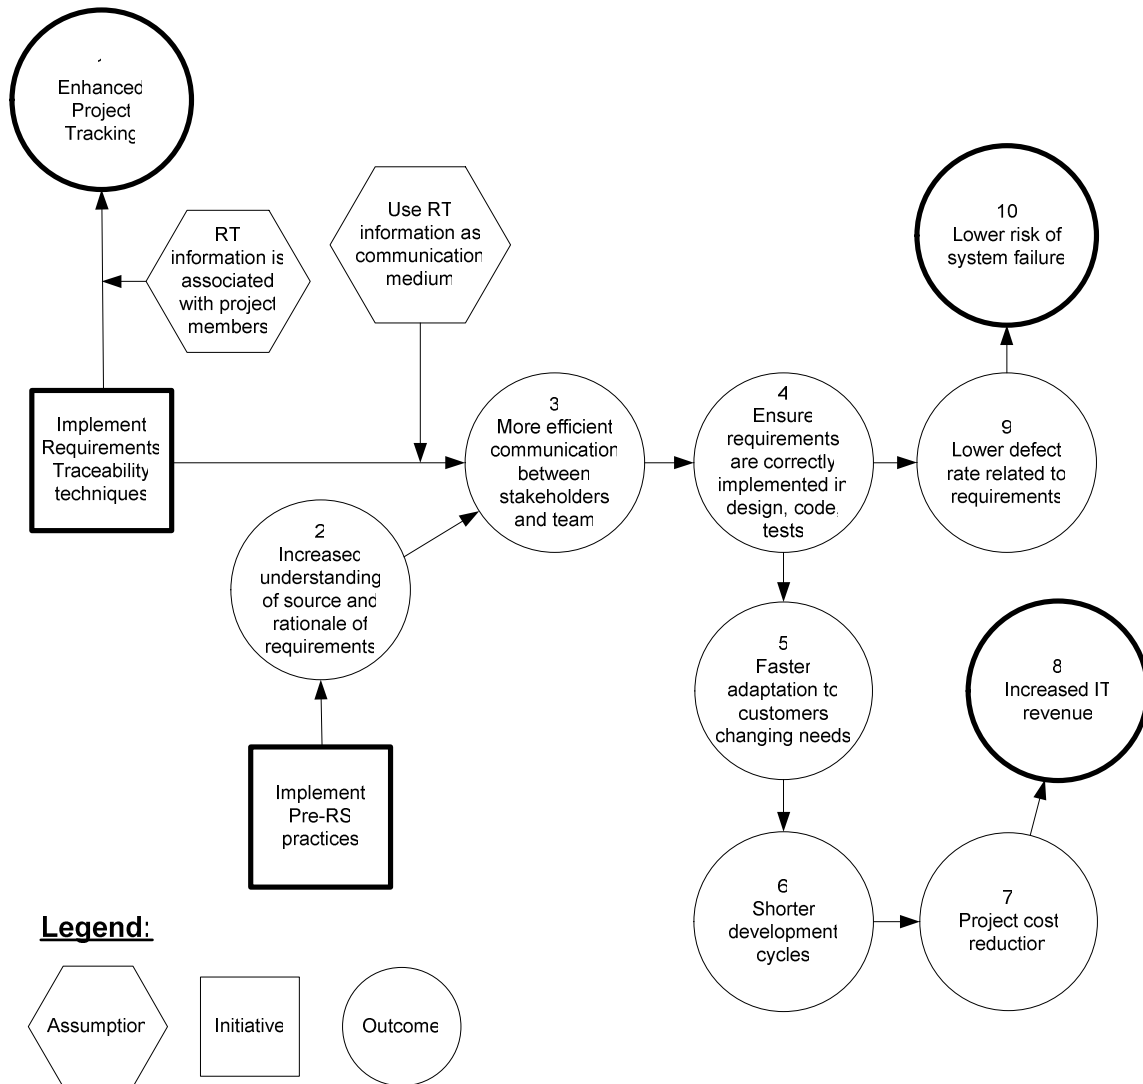 Enhanced
Project
Tracking
RT
information is
associated
with project
members
Use RT
information as
communication
medium
10
Lower risk of
system failure
Implement
Requirements
Traceability
techniques
3
More efficient
communication
between
stakeholders
and team
4
Ensure
requirements
are correctly
implemented in
design, code,
tests
9
Lower defect
rate related to
requirements
2
Increased
understanding
of source and
rationale of
requirements
5
Faster
adaptation to
customers
changing needs
8
Increased IT
revenue
Implement
Pre-RS
practices
6
Shorter
development
cycles
7
Project cost
reduction
Legend:
Assumption
Initiative
Outcome